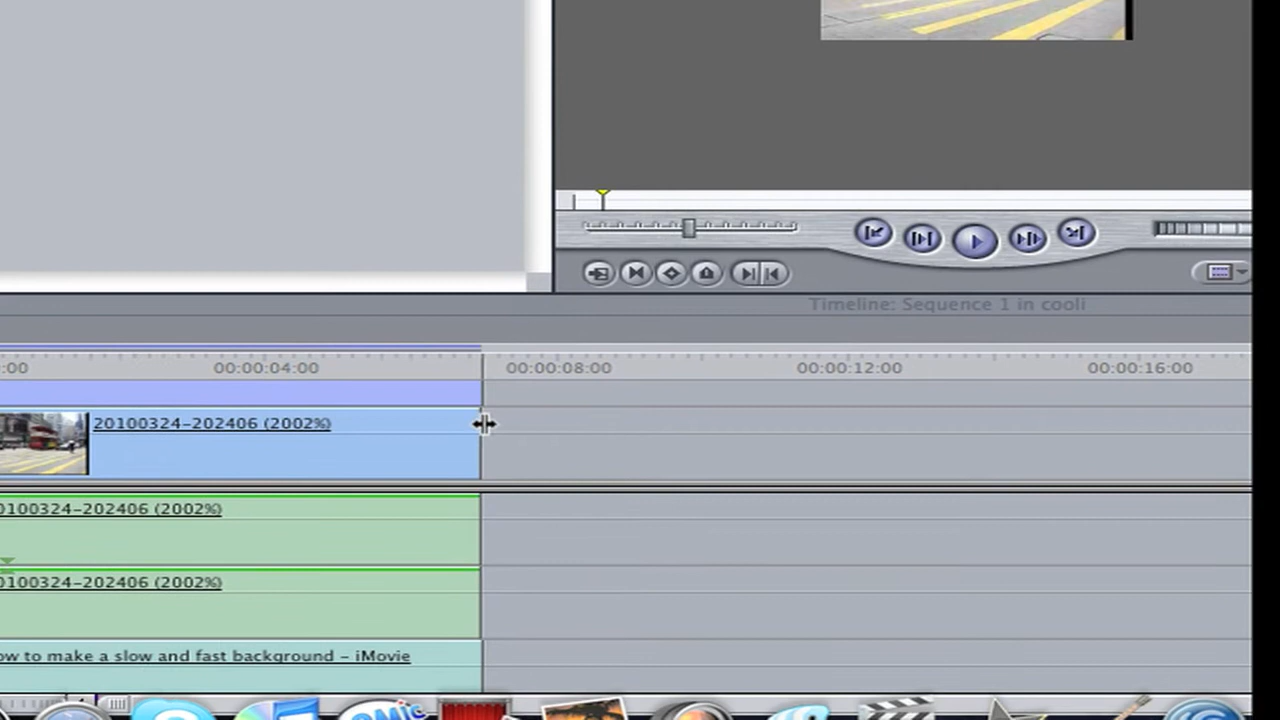 Timeline: Sequence 1 in cooli
:00 00:00:04:00 00:00:08:00 00:00:12:00 00:00:16:00
20100324-202406 (2002%)
0100324-202406 (2002%)
0100324-202406 (2002%)
ow to make a slow and fast background - iMovie